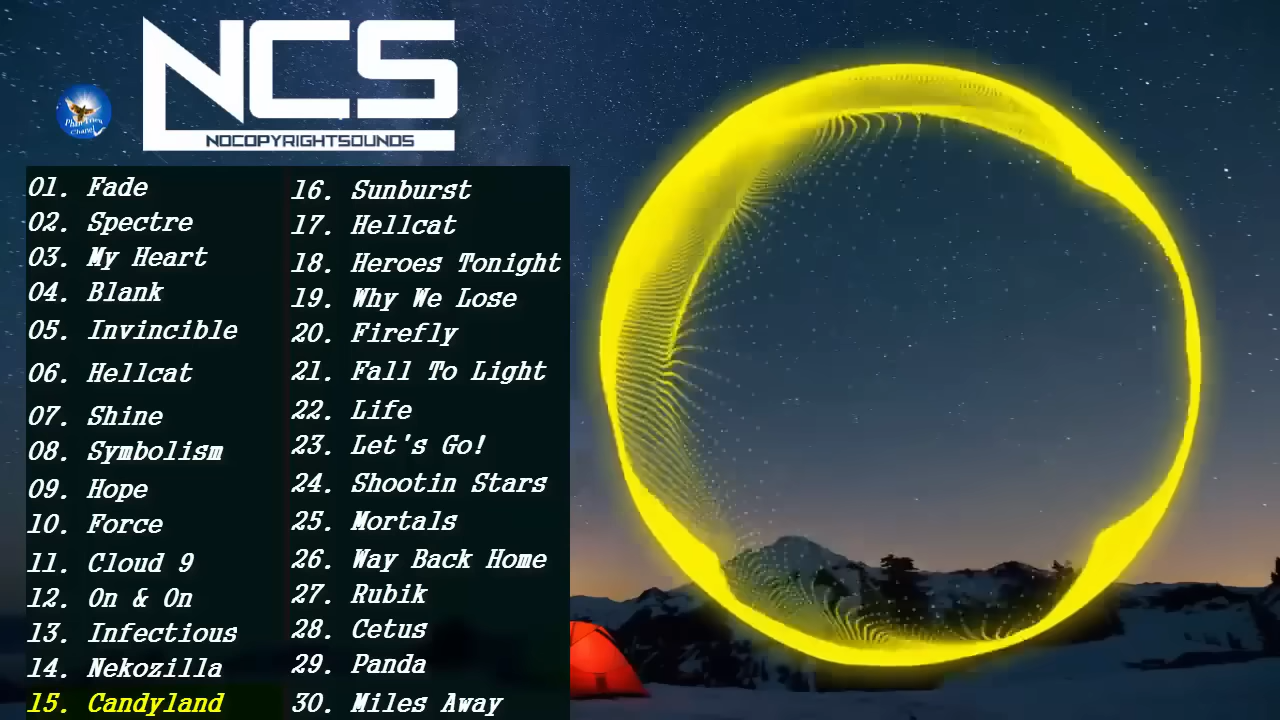 NCS
NOCOPYRIGHTSOUNDS
Phan Trieu
Chanel
01. Fade
02. Spectre
03. My Heart
04. Blank
05. Invincible
06. Hellcat
07. Shine
08. Symbolism
09. Hope
10. Force
11. Cloud 9
12. On & On
13. Infectious
14. Nekozilla
15. Candyland
16. Sunburst
17. Hellcat
18. Heroes Tonight
19. Why We Lose
20. Firefly
21. Fall To Light
22. Life
23. Let's Go!
24. Shootin Stars
25. Mortals
26. Way Back Home
27. Rubik
28. Cetus
29. Panda
30. Miles Away